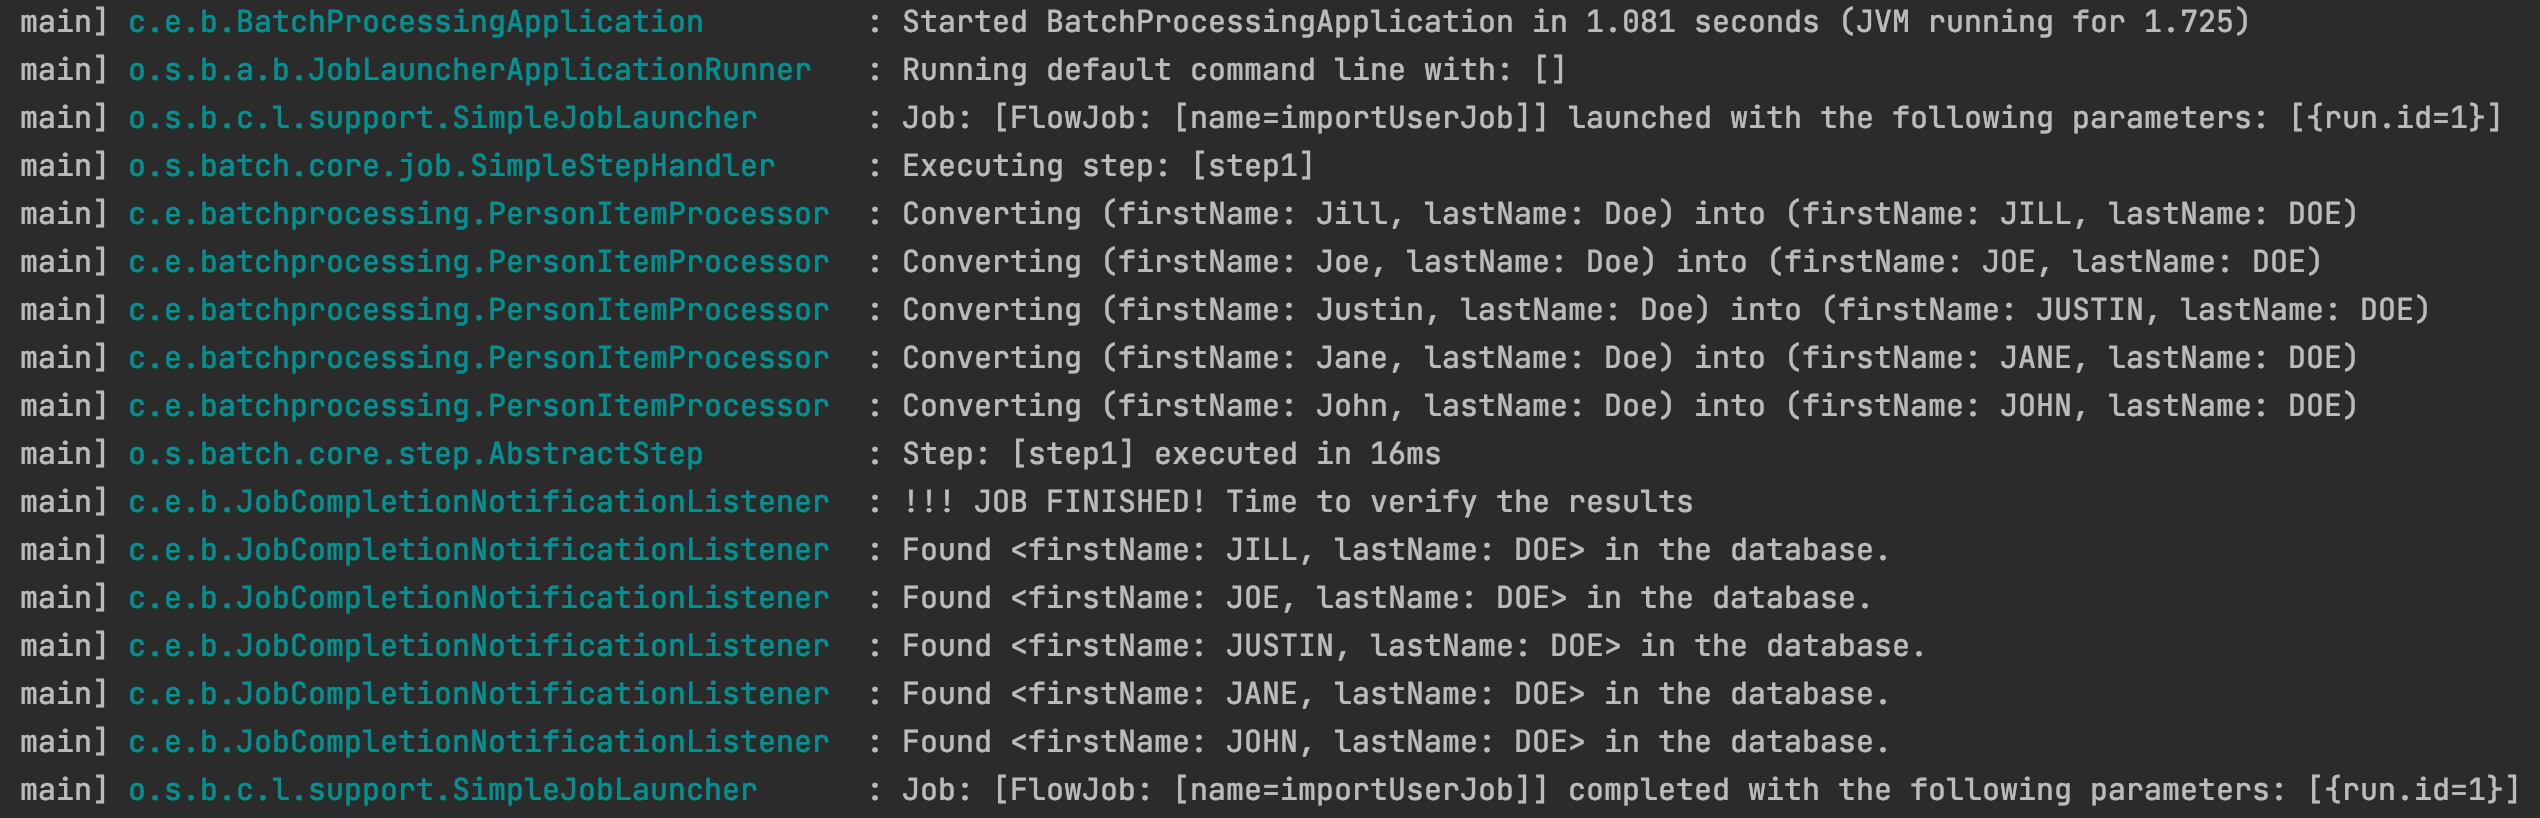 main] c.e.b.BatchProcessingApplication : Started BatchProcessingApplication in 1.081 seconds (JVM running for 1.725)
main] o.s.b.a.b.JobLauncherApplicationRunner : Running default command line with: []
main] o.s.b.c.l.support.SimpleJobLauncher : Job: [FlowJob: [name=importUserJob]] launched with the following parameters: [{run.id=1}]
main] o.s.batch.core.job.SimpleStepHandler : Executing step: [step1]
main] c.e.batchprocessing.PersonItemProcessor : Converting (firstName: Jill, lastName: Doe) into (firstName: JILL, lastName: DOE)
main] c.e.batchprocessing.PersonItemProcessor : Converting (firstName: Joe, lastName: Doe) into (firstName: JOE, lastName: DOE)
main] c.e.batchprocessing.PersonItemProcessor : Converting (firstName: Justin, lastName: Doe) into (firstName: JUSTIN, lastName: DOE)
main] c.e.batchprocessing.PersonItemProcessor : Converting (firstName: Jane, lastName: Doe) into (firstName: JANE, lastName: DOE)
main] c.e.batchprocessing.PersonItemProcessor : Converting (firstName: John, lastName: Doe) into (firstName: JOHN, lastName: DOE)
main] o.s.batch.core.step.AbstractStep : Step: [step1] executed in 16ms
main] c.e.b.JobCompletionNotificationListener : !!! JOB FINISHED! Time to verify the results
main] c.e.b.JobCompletionNotificationListener : Found <firstName: JILL, lastName: DOE> in the database.
main] c.e.b.JobCompletionNotificationListener : Found <firstName: JOE, lastName: DOE> in the database.
main] c.e.b.JobCompletionNotificationListener : Found <firstName: JUSTIN, lastName: DOE> in the database.
main] c.e.b.JobCompletionNotificationListener : Found <firstName: JANE, lastName: DOE> in the database.
main] c.e.b.JobCompletionNotificationListener : Found <firstName: JOHN, lastName: DOE> in the database.
main] o.s.b.c.l.support.SimpleJobLauncher : Job: [FlowJob: [name=importUserJob]] completed with the following parameters: [{run.id=1}]